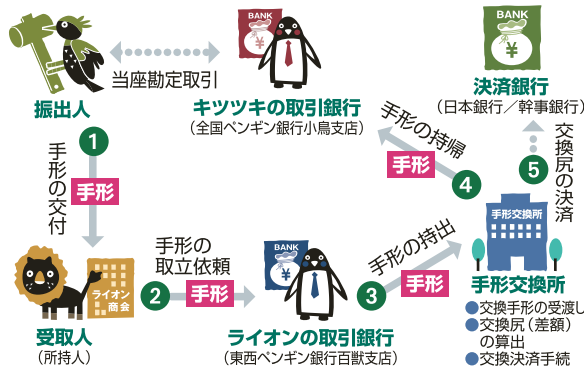 BANK
¥
当座勘定取引
振出人
キツツキの取引銀行
(全国ペンギン銀行小鳥支店)
BANK
¥
決済銀行
(日本銀行/幹事銀行)
1
手形の交付
手形
手形の持帰
手形
4
5
交換尻の決済
ライオン
商会
受取人
(所持人)
手形の
取立依頼
2
手形
BANK
¥
ライオンの取引銀行
(東西ペンギン銀行百獣支店)
3
手形の持出
手形
手形交換所
手形交換所
●交換手形の受渡し
●交換尻(差額)
の算出
●交換決済手続